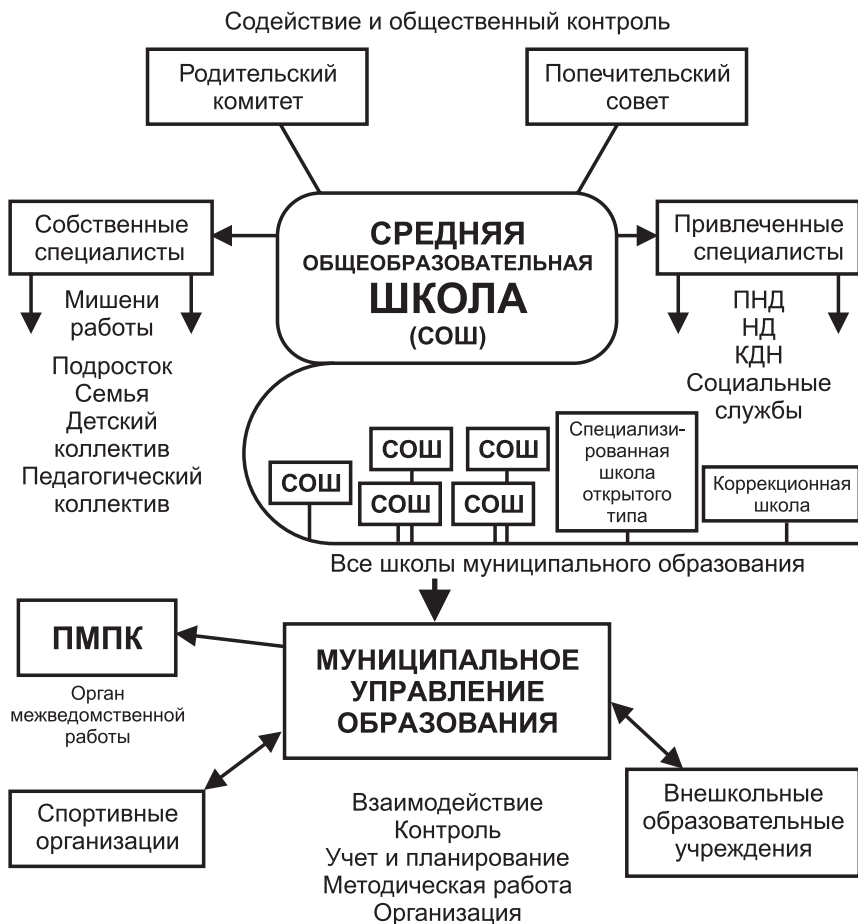 Содействие и общественный контроль
Родительский
комитет
Попечительский
совет
Собственные
специалисты
СРЕДНЯЯ
ОБЩЕОБРАЗОВАТЕЛЬНАЯ
ШКОЛА
(СОШ)
Привлеченные
специалисты
Мишени
работы
Подросток
Семья
Детский
коллектив
Педагогический
коллектив
ПНД
НД
КДН
Социальные
службы
СОШ
СОШ
СОШ
СОШ
СОШ
Специализи-
рованная
школа
открытого
типа
Коррекционная
школа
Все школы муниципального образования
ПМПК
Орган
межведомственной
работы
МУНИЦИПАЛЬНОЕ
УПРАВЛЕНИЕ
ОБРАЗОВАНИЯ
Спортивные
организации
Взаимодействие
Контроль
Учет и планирование
Методическая работа
Организация
Внешкольные
образовательные
учреждения